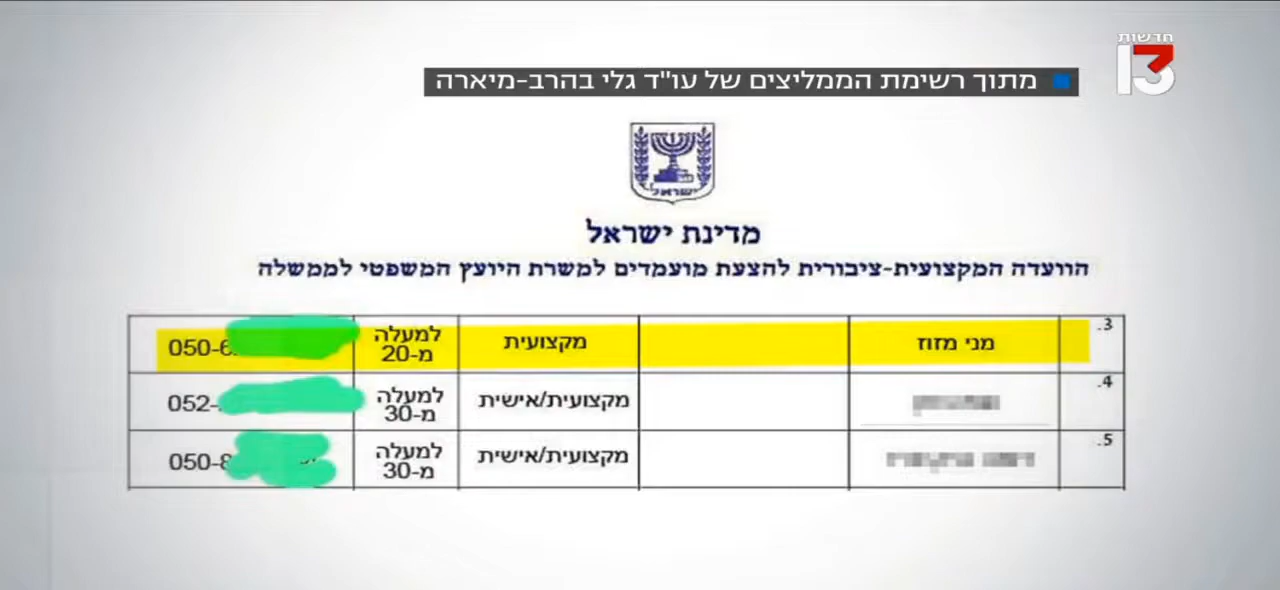 חדשות
13
מתוך רשימת הממליצים של עו"ד גלי בהרב-מיארה
ישראל
מדינת ישראל
הוועדה המקצועית-ציבורית להצעת מועמדים למשרת היועץ המשפטי לממשלה
3. מני מזוז מקצועית למעלה מ-20 050-6
4. מקצועית/אישית למעלה מ-30 052-
5. מקצועית/אישית למעלה מ-30 050-8